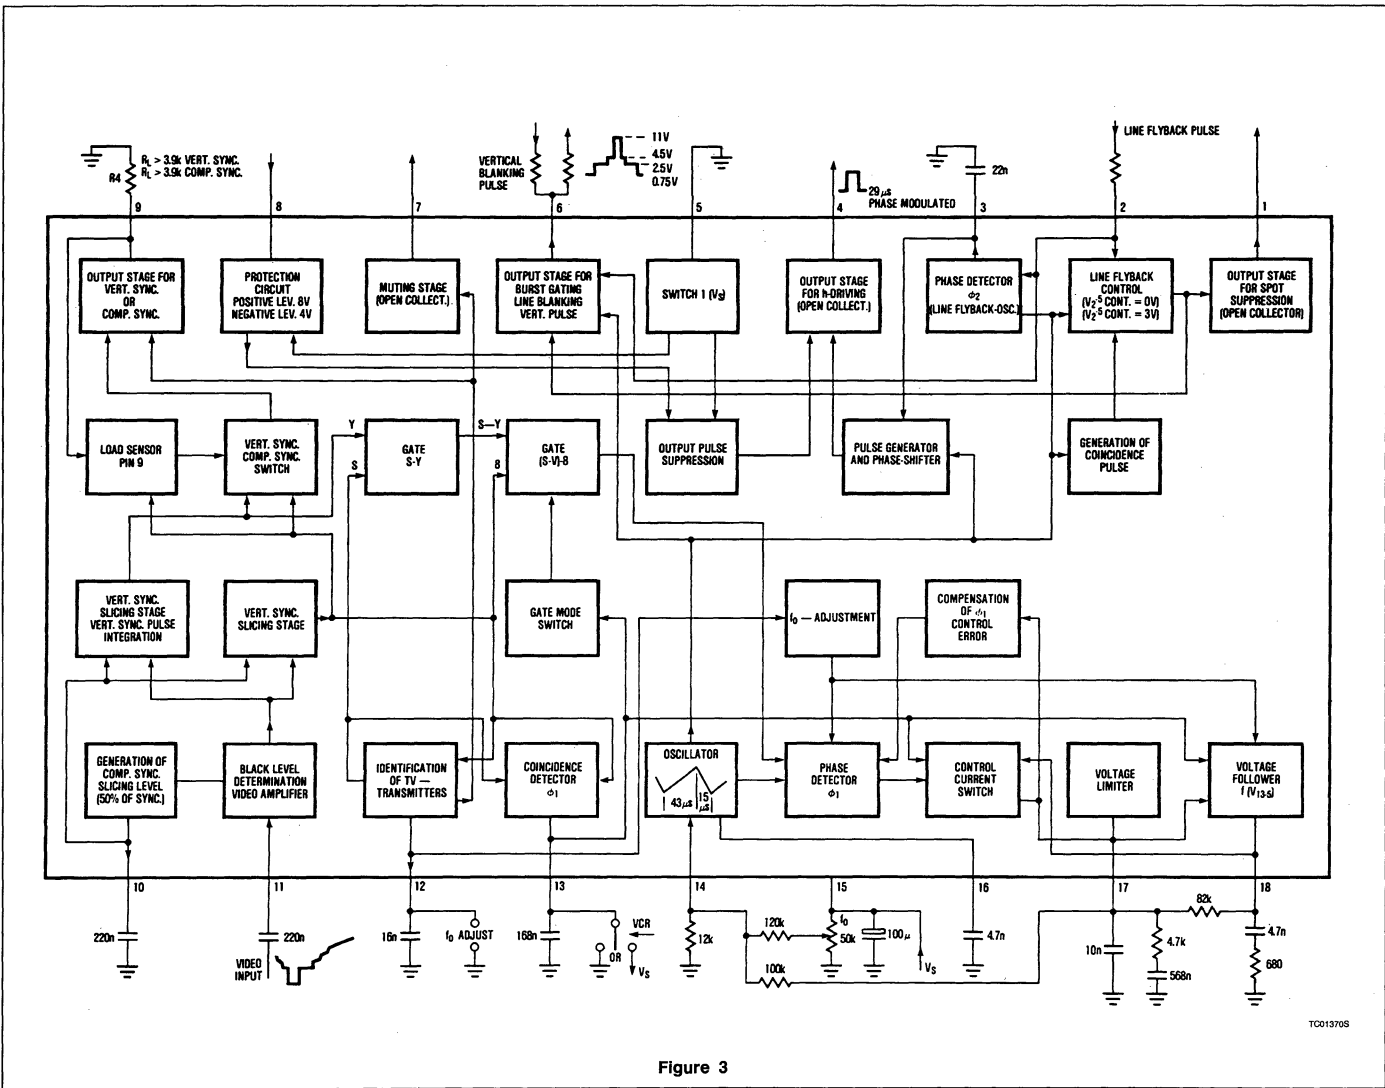 R_L > 3.9k VERT. SYNC.
R_L > 3.9k COMP. SYNC.
R4
VERTICAL
BLANKING
PULSE
11V
4.5V
2.5V
0.75V
29 μs
PHASE MODULATED
22n
LINE FLYBACK PULSE
9
8
7
6
5
4
3
2
1
OUTPUT STAGE FOR
VERT. SYNC.
OR
COMP. SYNC.
PROTECTION
CIRCUIT
POSITIVE LEV. 8V
NEGATIVE LEV. 4V
MUTING STAGE
(OPEN COLLECT.)
OUTPUT STAGE FOR
BURST GATING
LINE BLANKING
VERT. PULSE
SWITCH 1 (V_S)
OUTPUT STAGE
FOR h-DRIVING
(OPEN COLLECT.)
PHASE DETECTOR
ϕ2
(LINE FLYBACK-OSC.)
LINE FLYBACK
CONTROL
(V2-5 CONT. = 0V)
(V2-5 CONT. = 3V)
OUTPUT STAGE
FOR SPOT
SUPPRESSION
(OPEN COLLECTOR)
LOAD SENSOR
PIN 9
VERT. SYNC.
COMP. SYNC.
SWITCH
Y
S
GATE
S-Y
S—Y
8
GATE
(S-V)-B
OUTPUT PULSE
SUPPRESSION
PULSE GENERATOR
AND PHASE-SHIFTER
GENERATION OF
COINCIDENCE
PULSE
VERT. SYNC.
SLICING STAGE
VERT. SYNC. PULSE
INTEGRATION
VERT. SYNC.
SLICING STAGE
GATE MODE
SWITCH
f0 — ADJUSTMENT
COMPENSATION
OF ϕ1
CONTROL
ERROR
GENERATION OF
COMP. SYNC.
SLICING LEVEL
(50% OF SYNC.)
BLACK LEVEL
DETERMINATION
VIDEO AMPLIFIER
IDENTIFICATION
OF TV —
TRANSMITTERS
COINCIDENCE
DETECTOR
ϕ1
OSCILLATOR
43 μs
15
μs
PHASE
DETECTOR
ϕ1
CONTROL
CURRENT
SWITCH
VOLTAGE
LIMITER
VOLTAGE
FOLLOWER
f (V13-5)
10
11
12
13
14
15
16
17
18
220n
220n
VIDEO
INPUT
16n
f0 ADJUST
168n
OR
VCR
V_S
12k
120k
100k
f0
50k
100μ
V_S
4.7n
10n
4.7k
568n
82k
4.7n
680
TC01370S
Figure 3